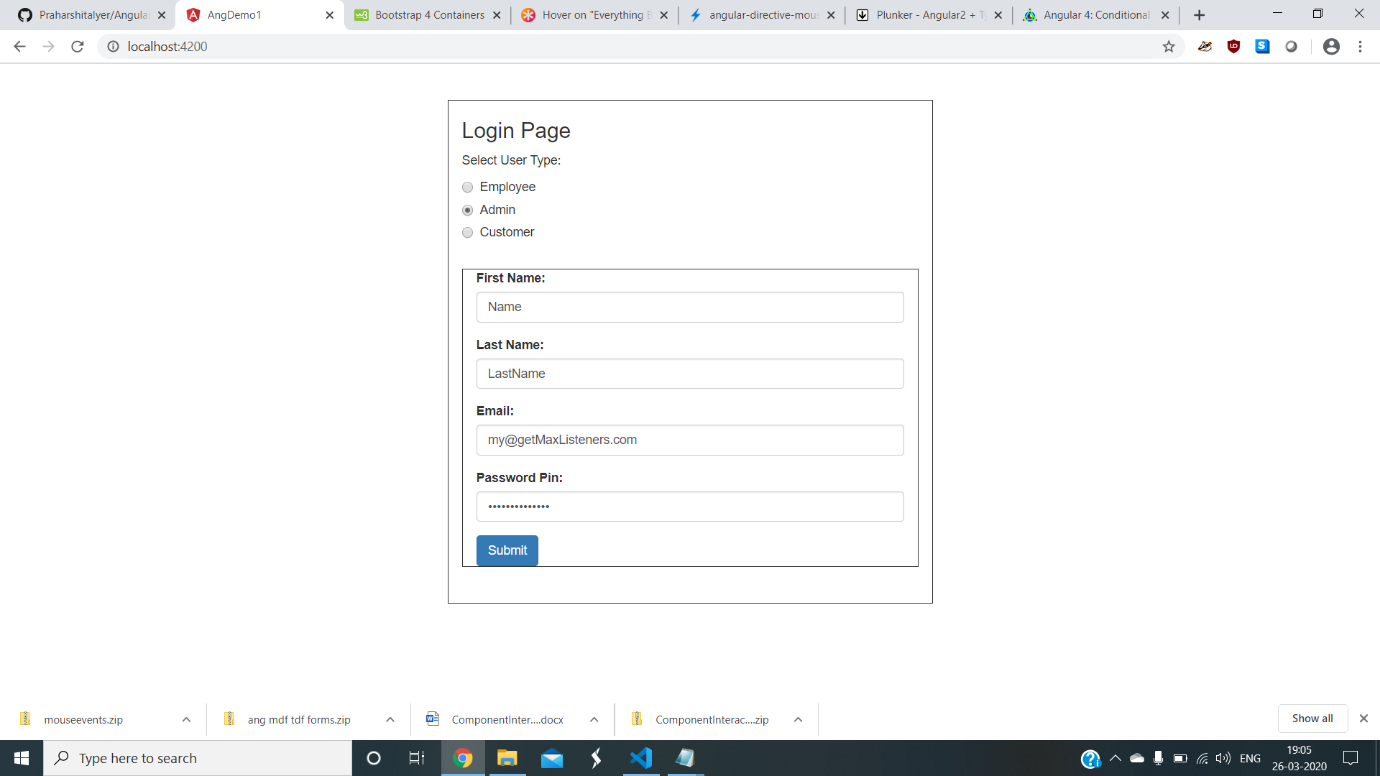 PraharshitaIyer/Angula
AngDemo1
Bootstrap 4 Containers
Hover on "Everything B
angular-directive-mou
Plunker - Angular2 + T
Angular 4: Conditional
localhost:4200
Login Page
Select User Type:
Employee
Admin
Customer
First Name:
Name
Last Name:
LastName
Email:
my@getMaxListeners.com
Password Pin:
••••••••••••••
Submit
mouseevents.zip
ang mdf tdf forms.zip
ComponentInter....docx
ComponentInterac....zip
Show all
Type here to search
ENG
19:05
26-03-2020